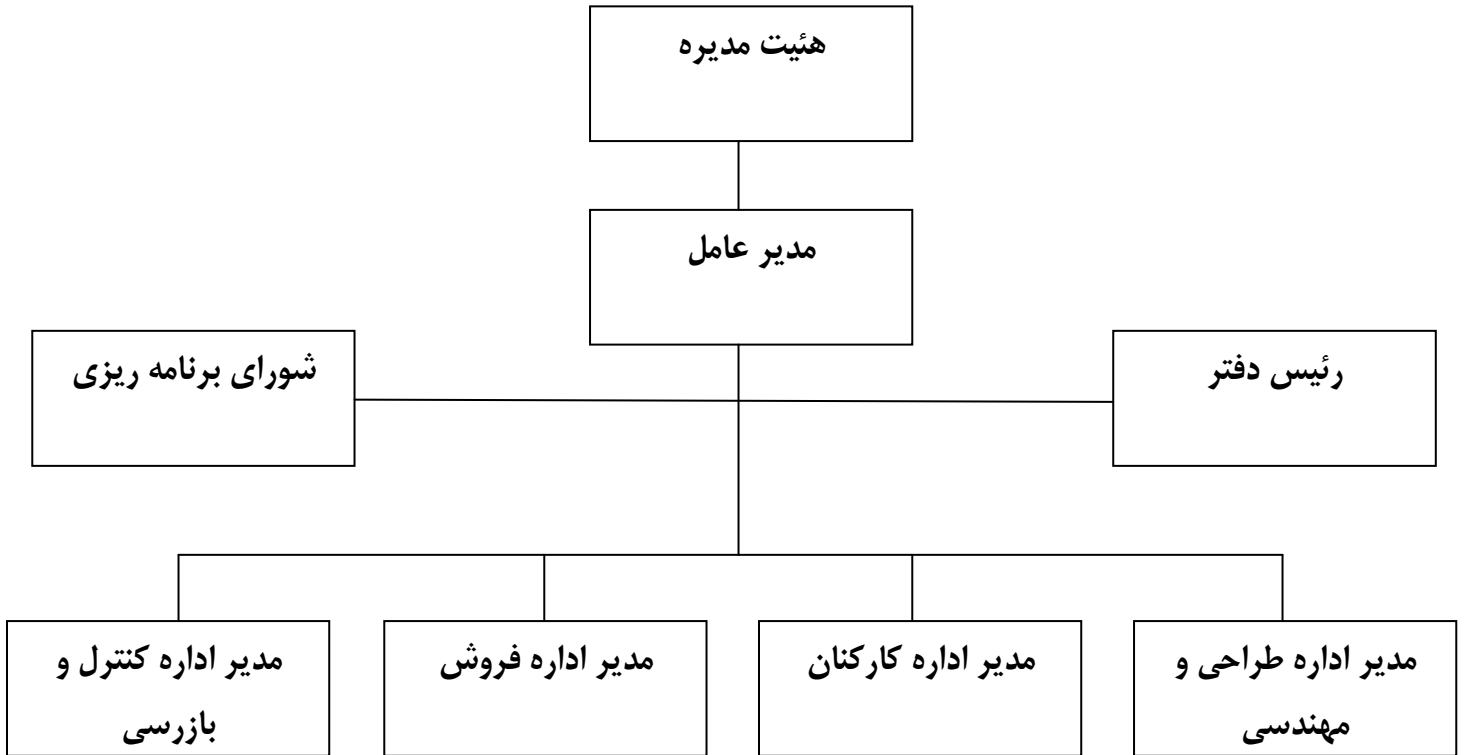 هئیت مدیره
مدیر عامل
رئیس دفتر
شورای برنامه ریزی
مدیر اداره طراحی و
مهندسی
مدیر اداره کارکنان
مدیر اداره فروش
مدیر اداره کنترل و
بازرسی